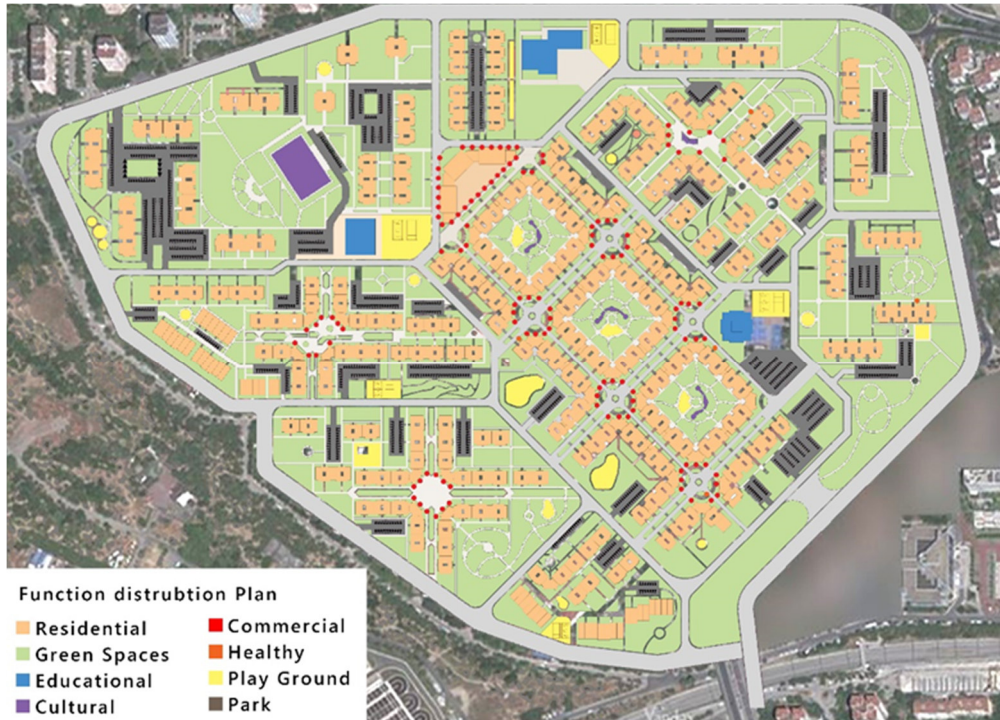 Function distrubtion Plan
Residential
Green Spaces
Educational
Cultural
Commercial
Healthy
Play Ground
Park